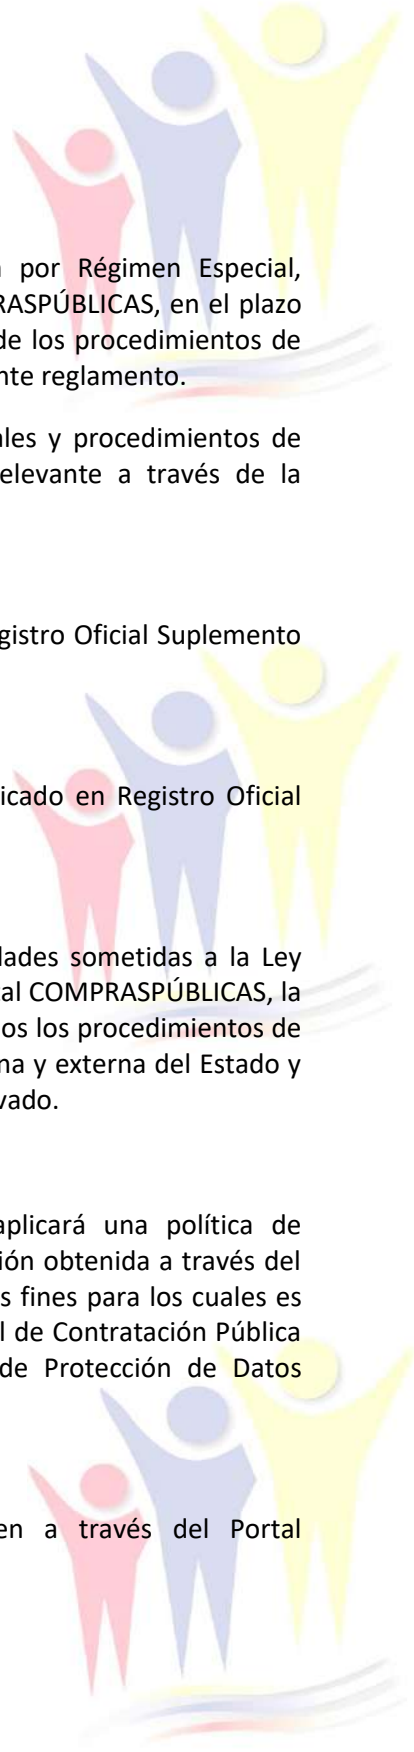 por Régimen Especial,
RASPÚBLICAS, en el plazo
de los procedimientos de
nte reglamento.
ales y procedimientos de
elevante a través de la
gistro Oficial Suplemento
icado en Registro Oficial
dades sometidas a la Ley
tal COMPRASPÚBLICAS, la
os los procedimientos de
na y externa del Estado y
vado.
aplicará una política de
ión obtenida a través del
s fines para los cuales es
l de Contratación Pública
de Protección de Datos
en a través del Portal